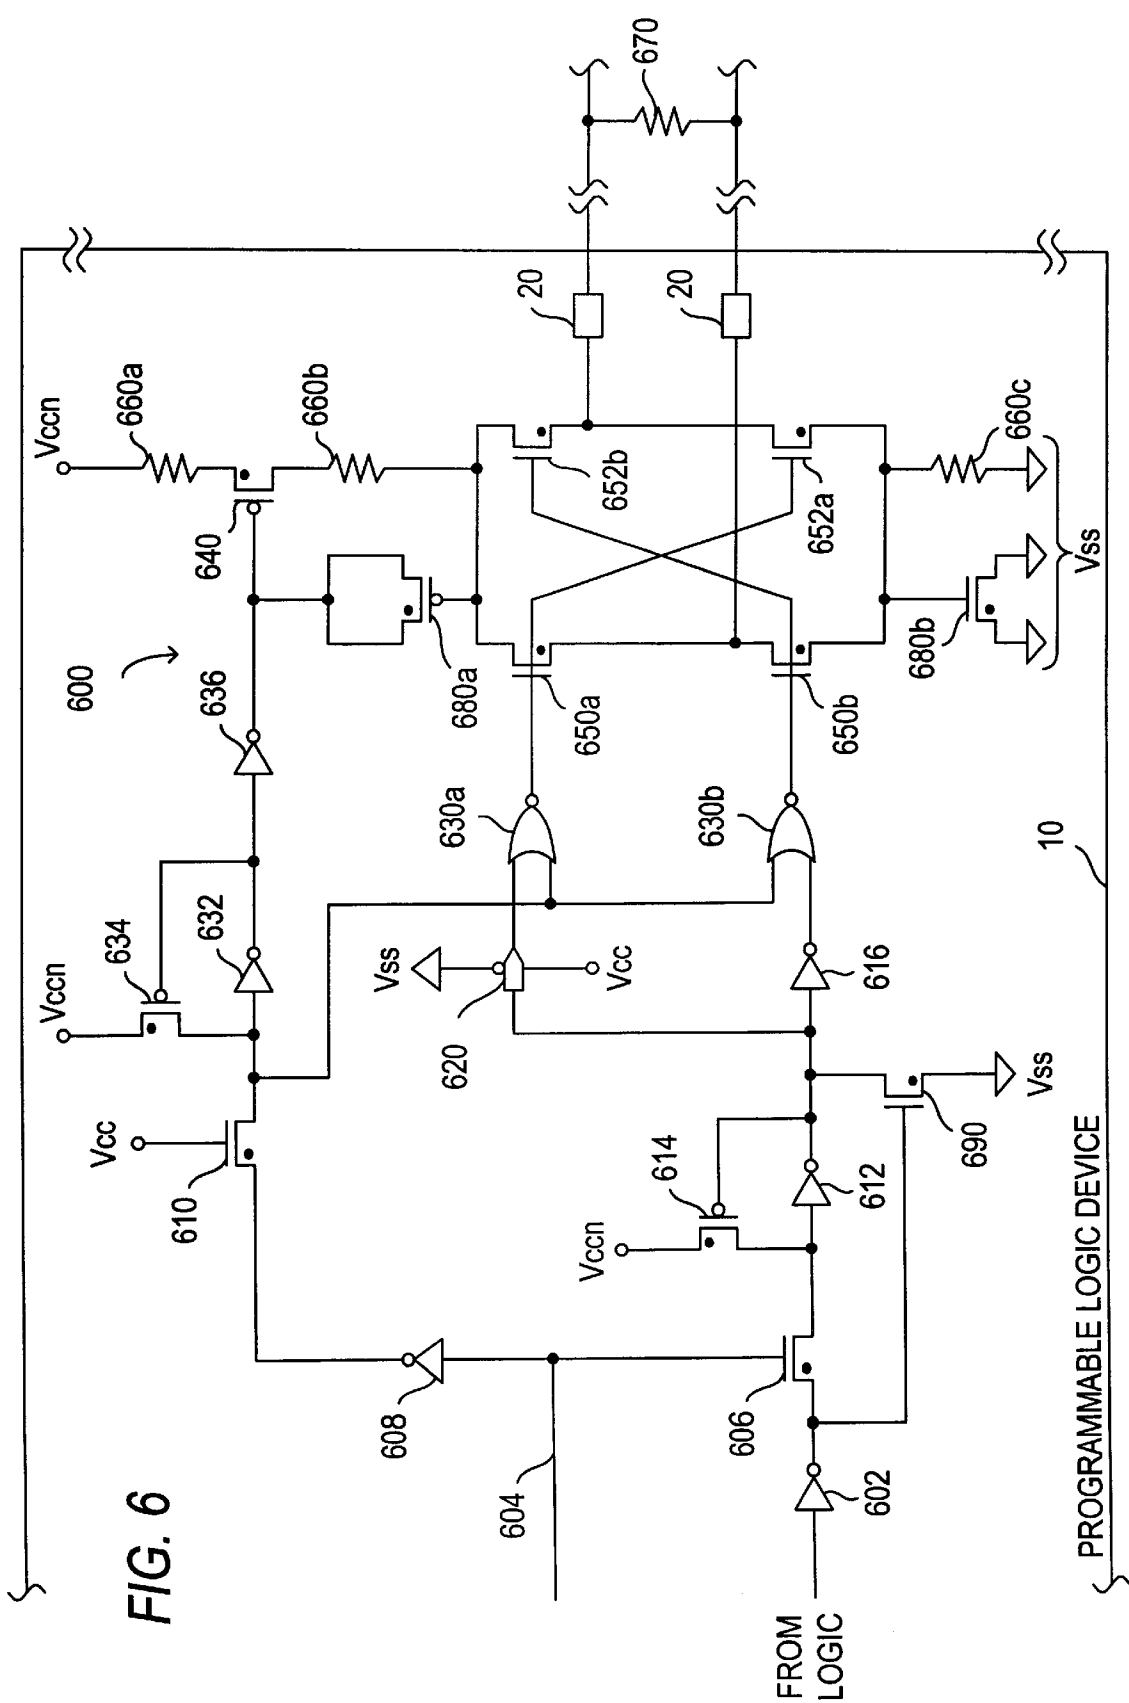 FIG. 6
600
Vccn
660a
640
660b
636
634
Vccn
632
Vcc
610
608
604
606
602
FROM
LOGIC
614
Vccn
612
690
Vss
616
620
Vss
Vcc
630a
630b
680a
650a
650b
652b
652a
680b
660c
Vss
20
20
670
10
PROGRAMMABLE LOGIC DEVICE